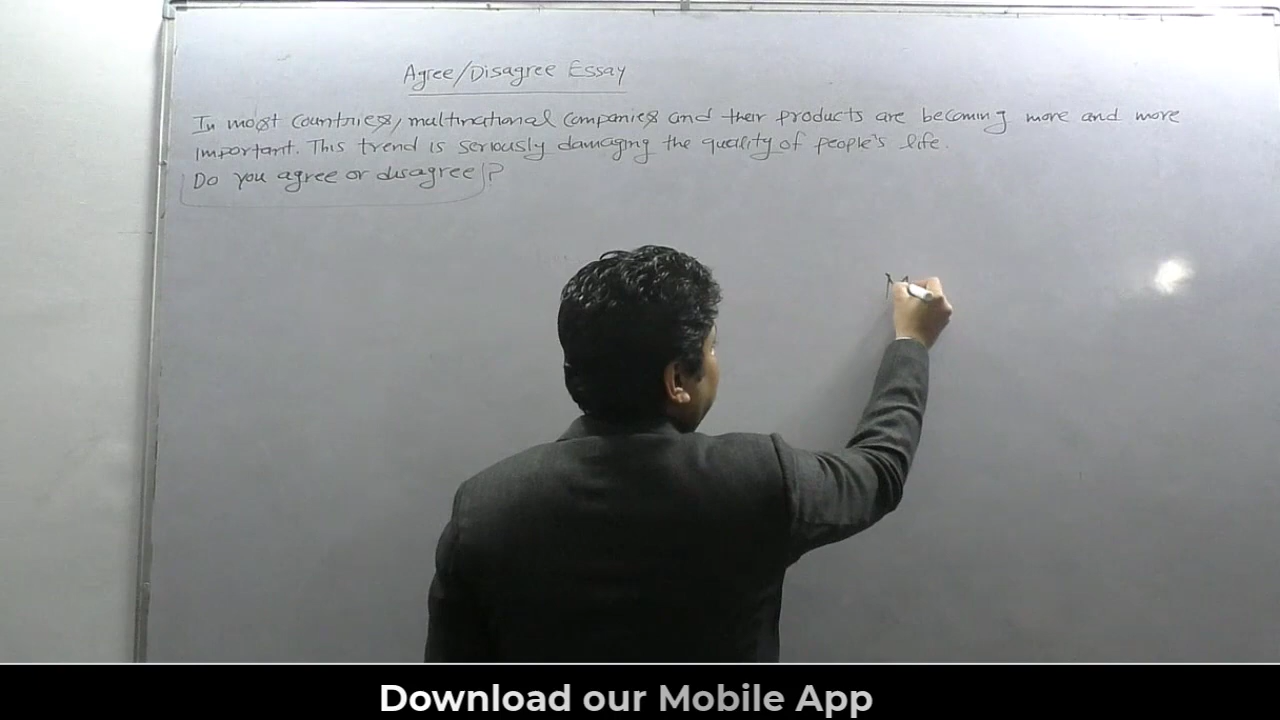 Agree/Disagree Essay
In most countries, multinational companies and their products are becoming more and more
important. This trend is seriously damaging the quality of people's life.
Do you agree or disagree?
Download our Mobile App